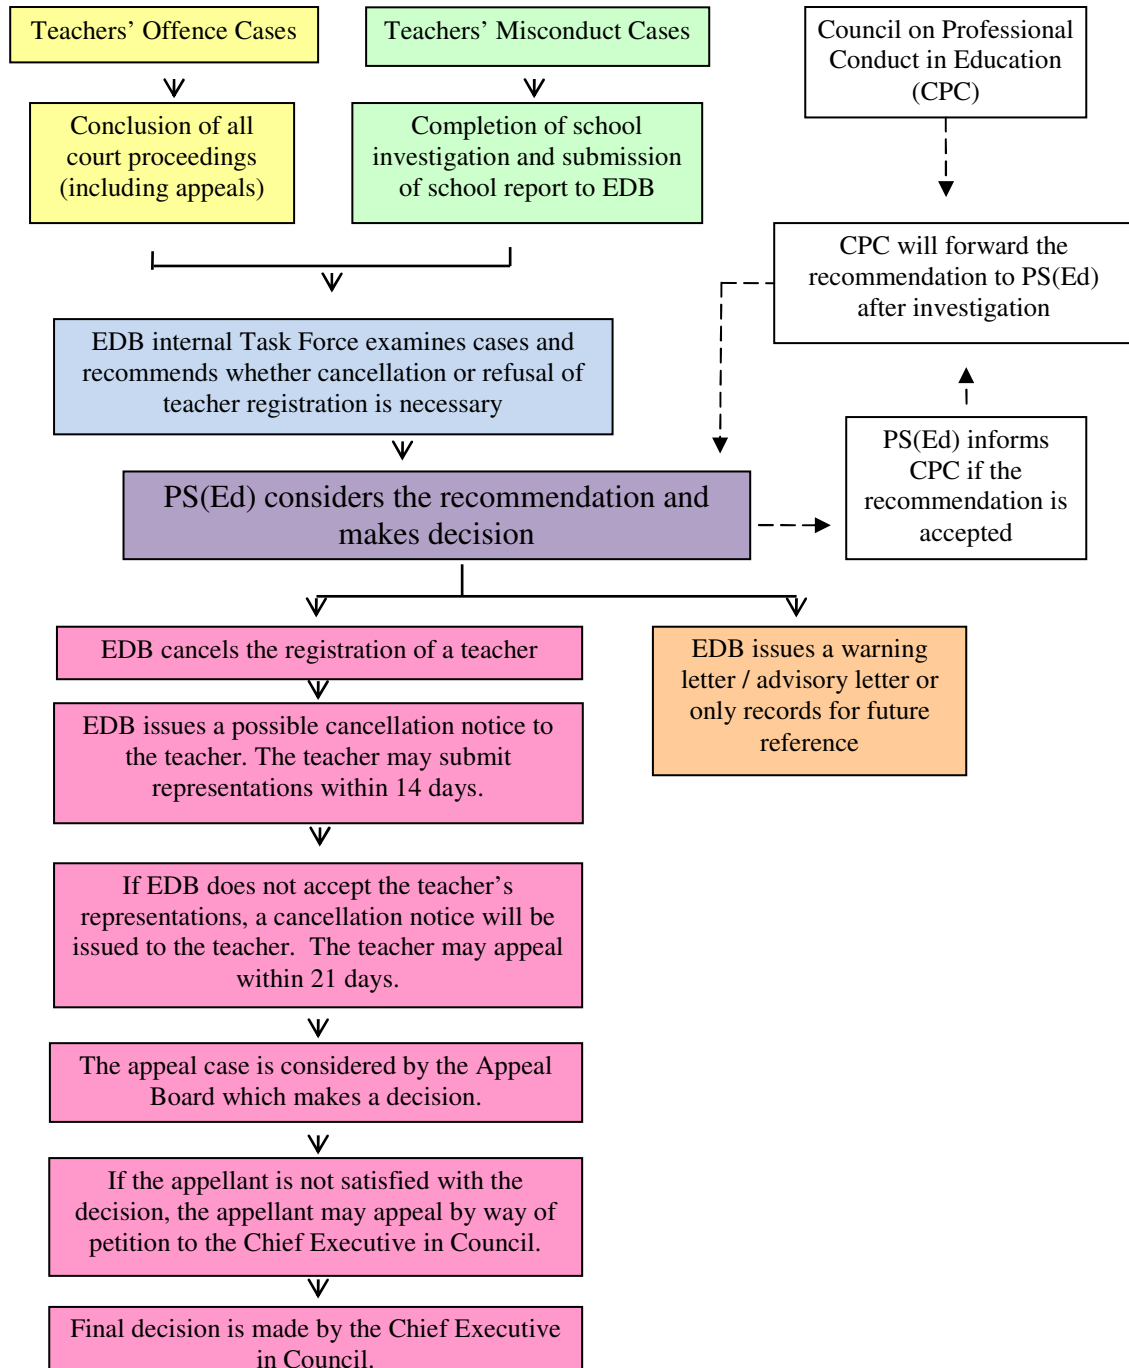 Teachers’ Offence Cases
Teachers’ Misconduct Cases
Council on Professional
Conduct in Education
(CPC)
Conclusion of all
court proceedings
(including appeals)
Completion of school
investigation and submission
of school report to EDB
CPC will forward the
recommendation to PS(Ed)
after investigation
EDB internal Task Force examines cases and
recommends whether cancellation or refusal of
teacher registration is necessary
PS(Ed) informs
CPC if the
recommendation is
accepted
PS(Ed) considers the recommendation and
makes decision
EDB cancels the registration of a teacher
EDB issues a warning
letter / advisory letter or
only records for future
reference
EDB issues a possible cancellation notice to
the teacher. The teacher may submit
representations within 14 days.
If EDB does not accept the teacher’s
representations, a cancellation notice will be
issued to the teacher.  The teacher may appeal
within 21 days.
The appeal case is considered by the Appeal
Board which makes a decision.
If the appellant is not satisfied with the
decision, the appellant may appeal by way of
petition to the Chief Executive in Council.
Final decision is made by the Chief Executive
in Council.